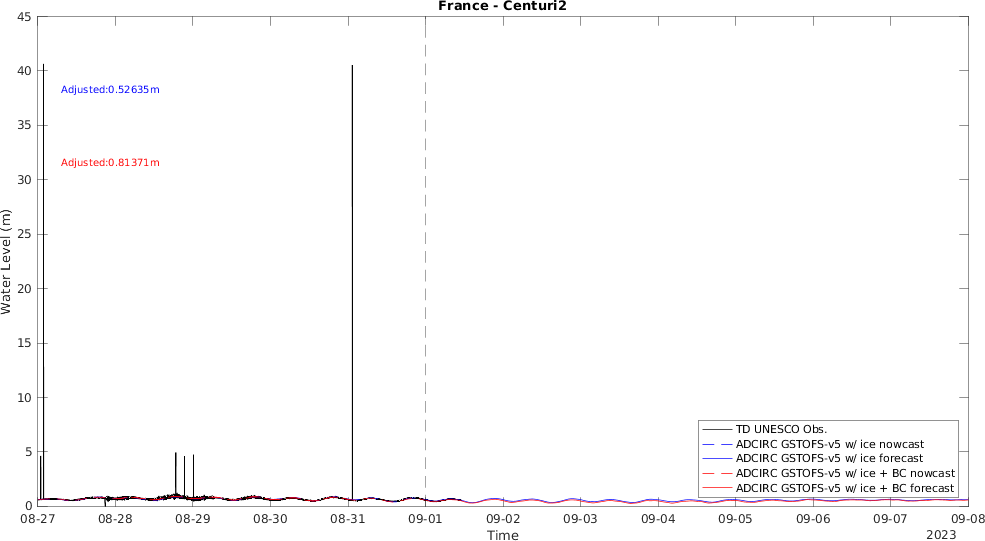 France - Centuri2
45
40
35
30
25
20
15
10
5
0
Water Level (m)
Adjusted:0.52635m
Adjusted:0.81371m
TD UNESCO Obs.
ADCIRC GSTOFS-v5 w/ ice nowcast
ADCIRC GSTOFS-v5 w/ ice forecast
ADCIRC GSTOFS-v5 w/ ice + BC nowcast
ADCIRC GSTOFS-v5 w/ ice + BC forecast
08-27 08-28 08-29 08-30 08-31 09-01 09-02 09-03 09-04 09-05 09-06 09-07 09-08
Time
2023